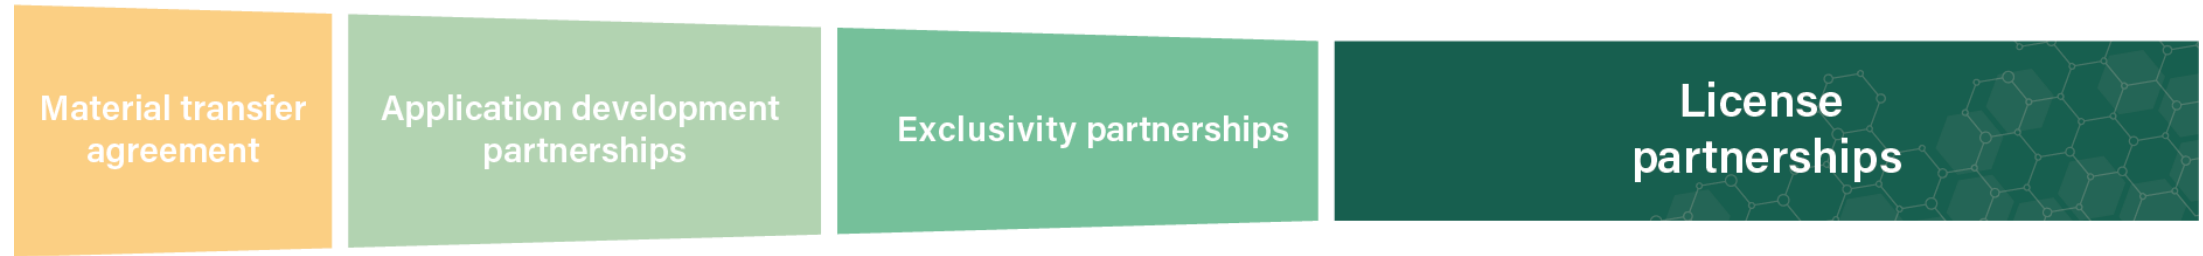 Material transfer
agreement
Application development
partnerships
Exclusivity partnerships
License
partnerships